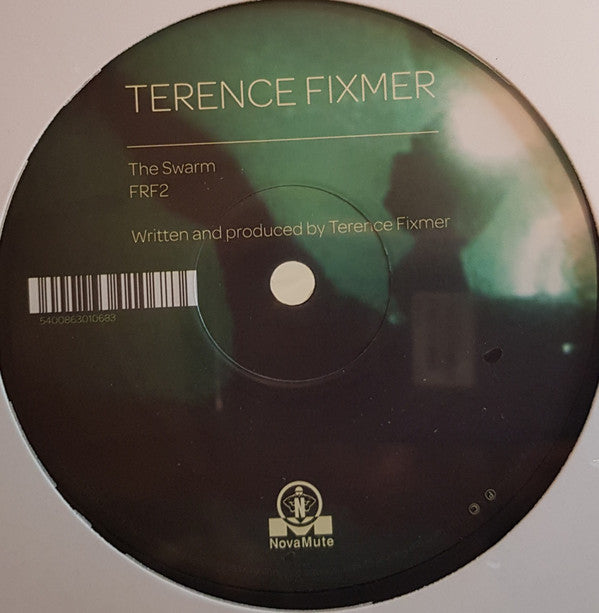 TERENCE FIXMER
The Swarm
FRF2
Written and produced by Terence Fixmer
5400863010683
N
NovaMute